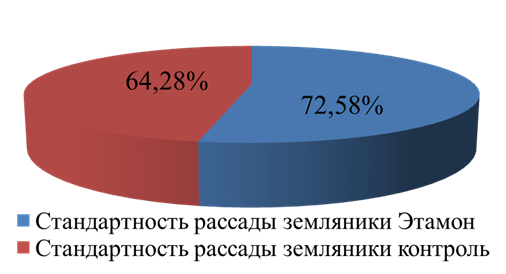 64,28%
72,58%
Стандартность рассады земляники Этамон
Стандартность рассады земляники контроль